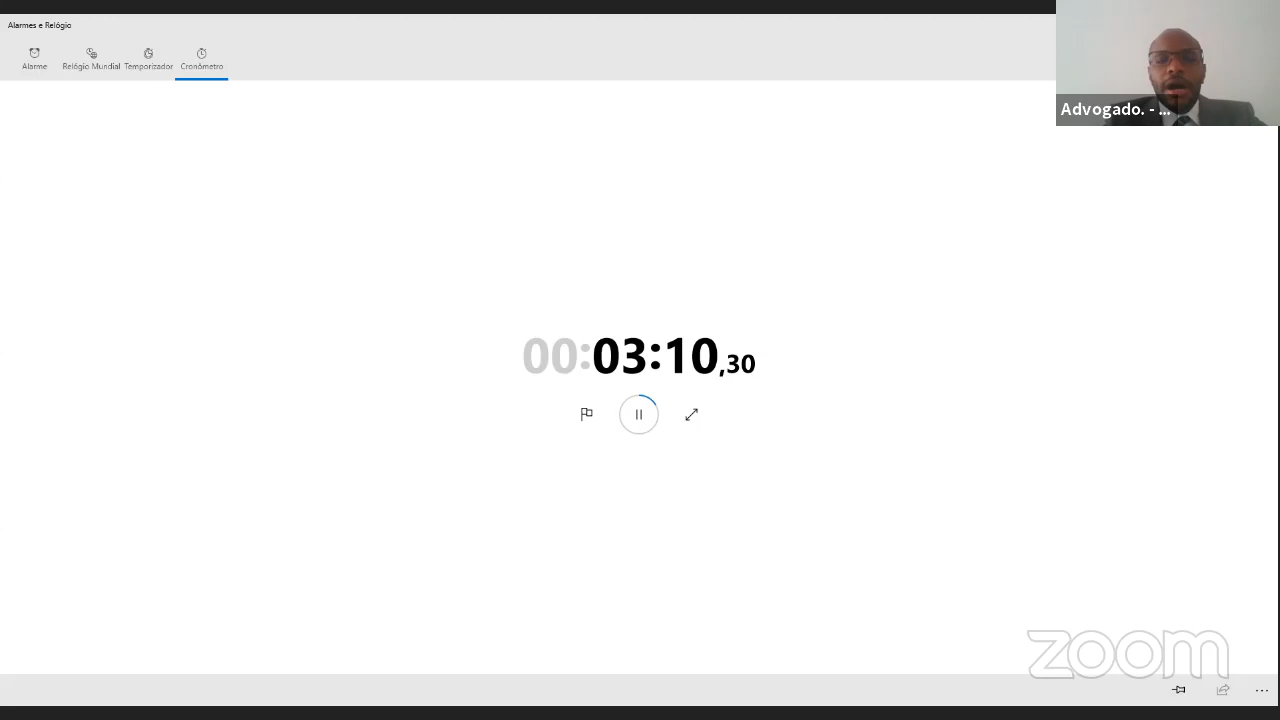 Alarmes e Relógio
Alarme
Relógio Mundial
Temporizador
Cronômetro
Advogado. - ...
00:03:10,30
zoom